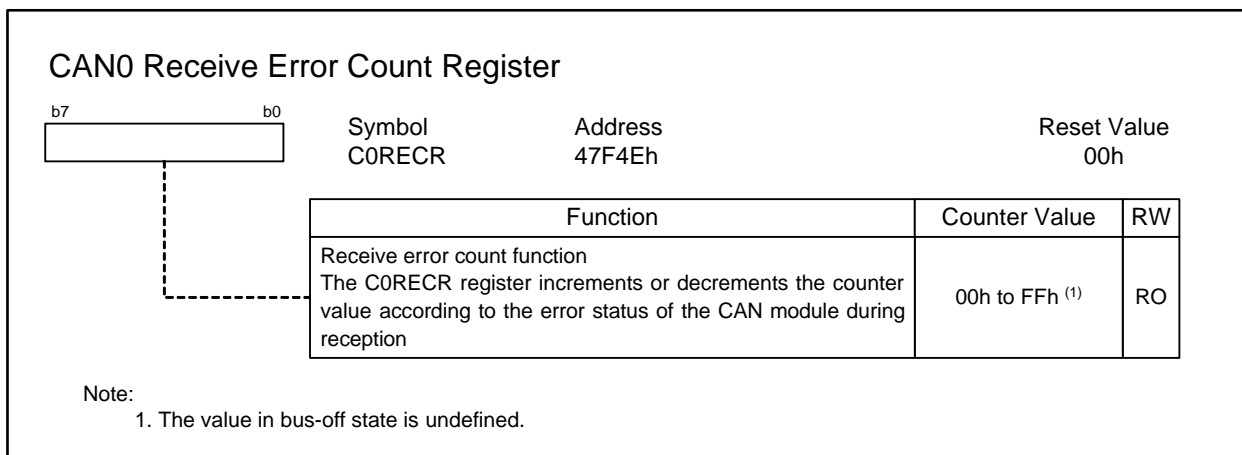 CAN0 Receive Error Count Register
b7 b0
Symbol Address Reset Value
C0RECR 47F4Eh 00h
Function Counter Value RW
Receive error count function
The C0RECR register increments or decrements the counter
value according to the error status of the CAN module during
reception
00h to FFh (1) RO
Note:
1. The value in bus-off state is undefined.